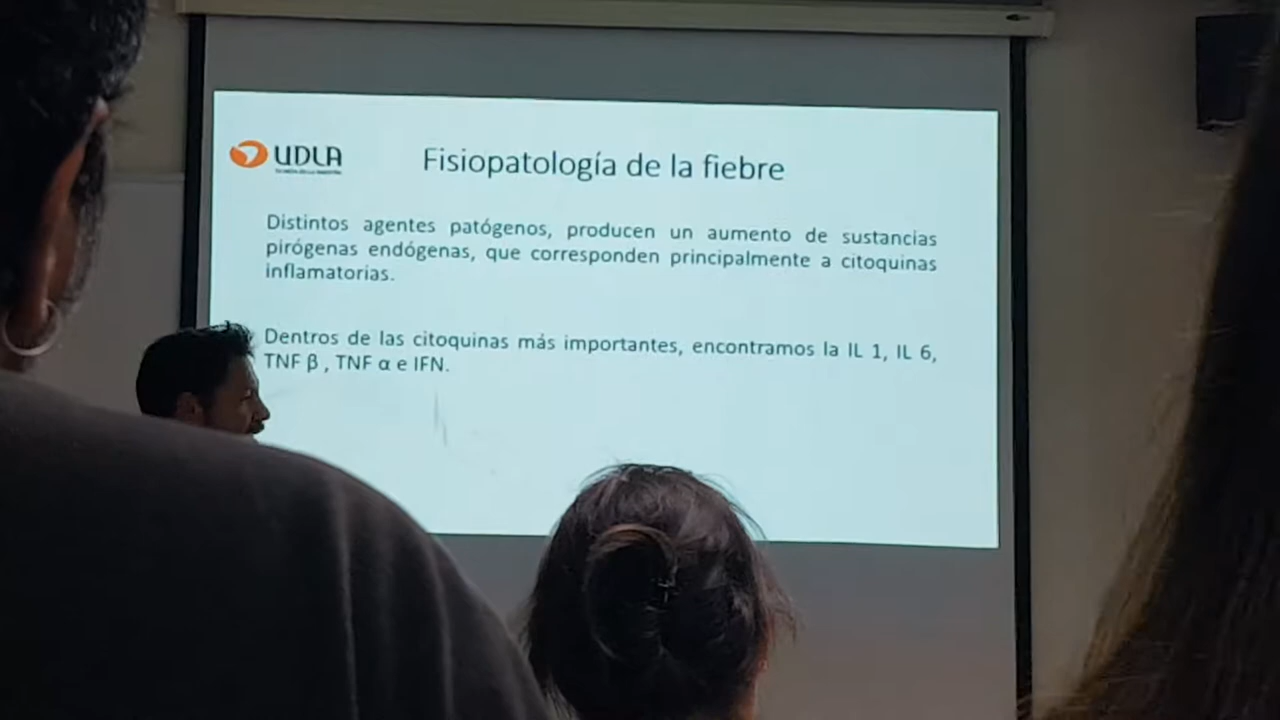 UDLA
Fisiopatología de la fiebre
Distintos agentes patógenos, producen un aumento de sustancias
pirógenas endógenas, que corresponden principalmente a citoquinas
inflamatorias.
Dentros de las citoquinas más importantes, encontramos la IL 1, IL 6,
TNF β , TNF α e IFN.